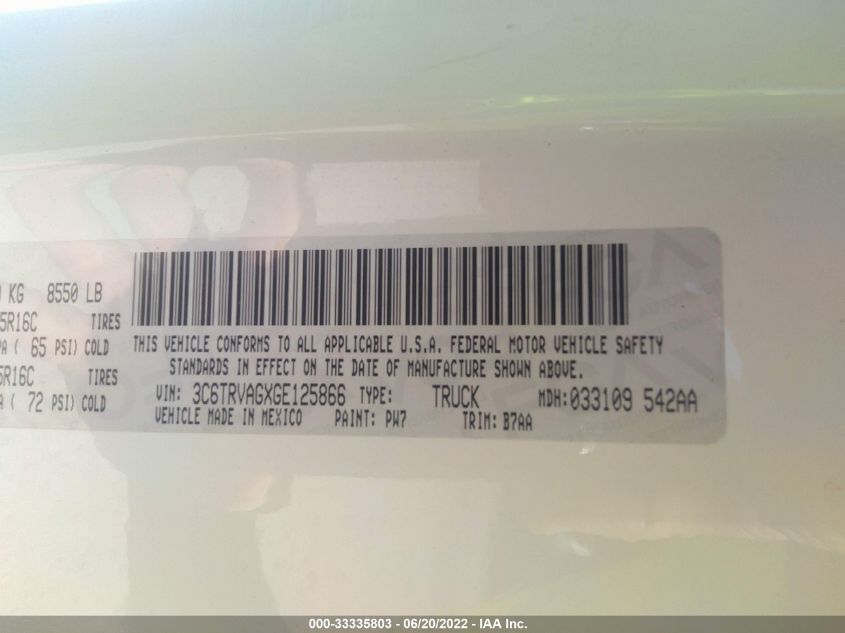 KG 8550 LB
5R16C TIRES
A ( 65 PSI) COLD
5R16C TIRES
A ( 72 PSI) COLD
THIS VEHICLE CONFORMS TO ALL APPLICABLE U.S.A. FEDERAL MOTOR VEHICLE SAFETY
STANDARDS IN EFFECT ON THE DATE OF MANUFACTURE SHOWN ABOVE.
VIN: 3C6TRVAGXGE125866 TYPE: TRUCK MDH: 033109 542AA
VEHICLE MADE IN MEXICO PAINT: PW7 TRIM: B7AA
000-33335803 - 06/20/2022 - IAA Inc.